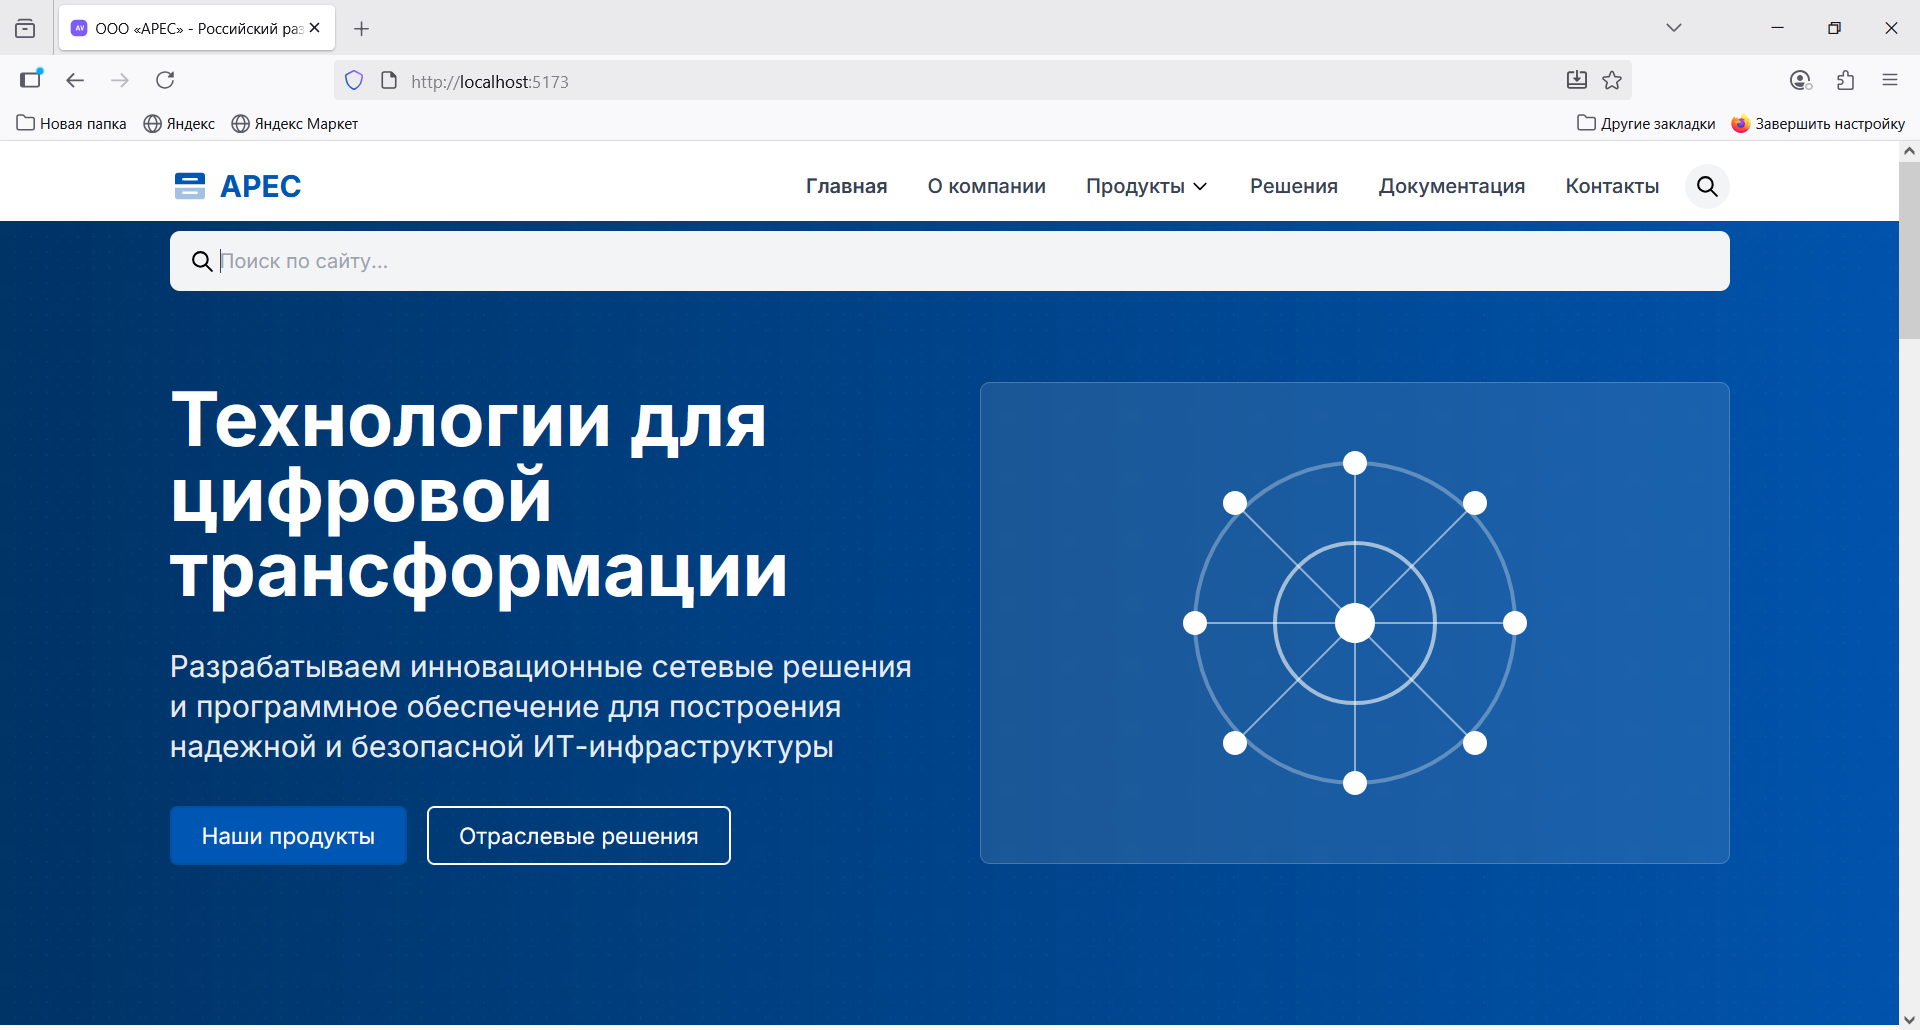 ООО «АРЕС» - Российский раз
http://localhost:5173
Новая папка
Яндекс
Яндекс Маркет
Другие закладки
Завершить настройку
АРЕС
Главная
О компании
Продукты
Решения
Документация
Контакты
Поиск по сайту...
Технологии для
цифровой
трансформации
Разрабатываем инновационные сетевые решения
и программное обеспечение для построения
надежной и безопасной ИТ-инфраструктуры
Наши продукты
Отраслевые решения